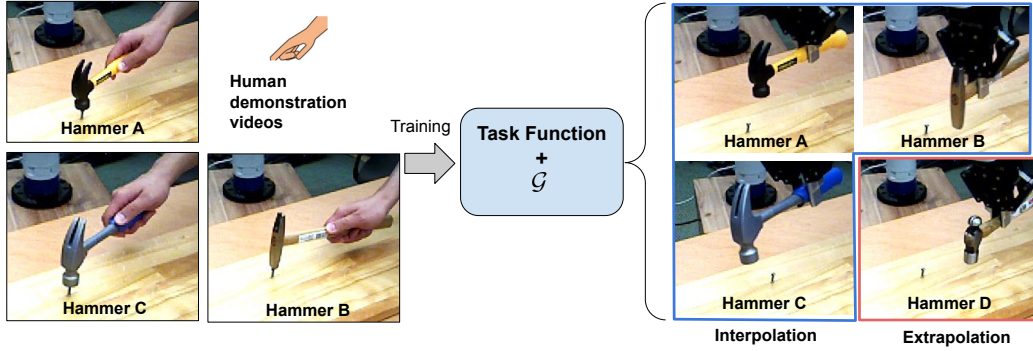 Hammer A
Human
demonstration
videos
Hammer C
Hammer B
Training
Task Function
+
𝒢
Hammer A
Hammer B
Hammer C
Hammer D
Interpolation
Extrapolation